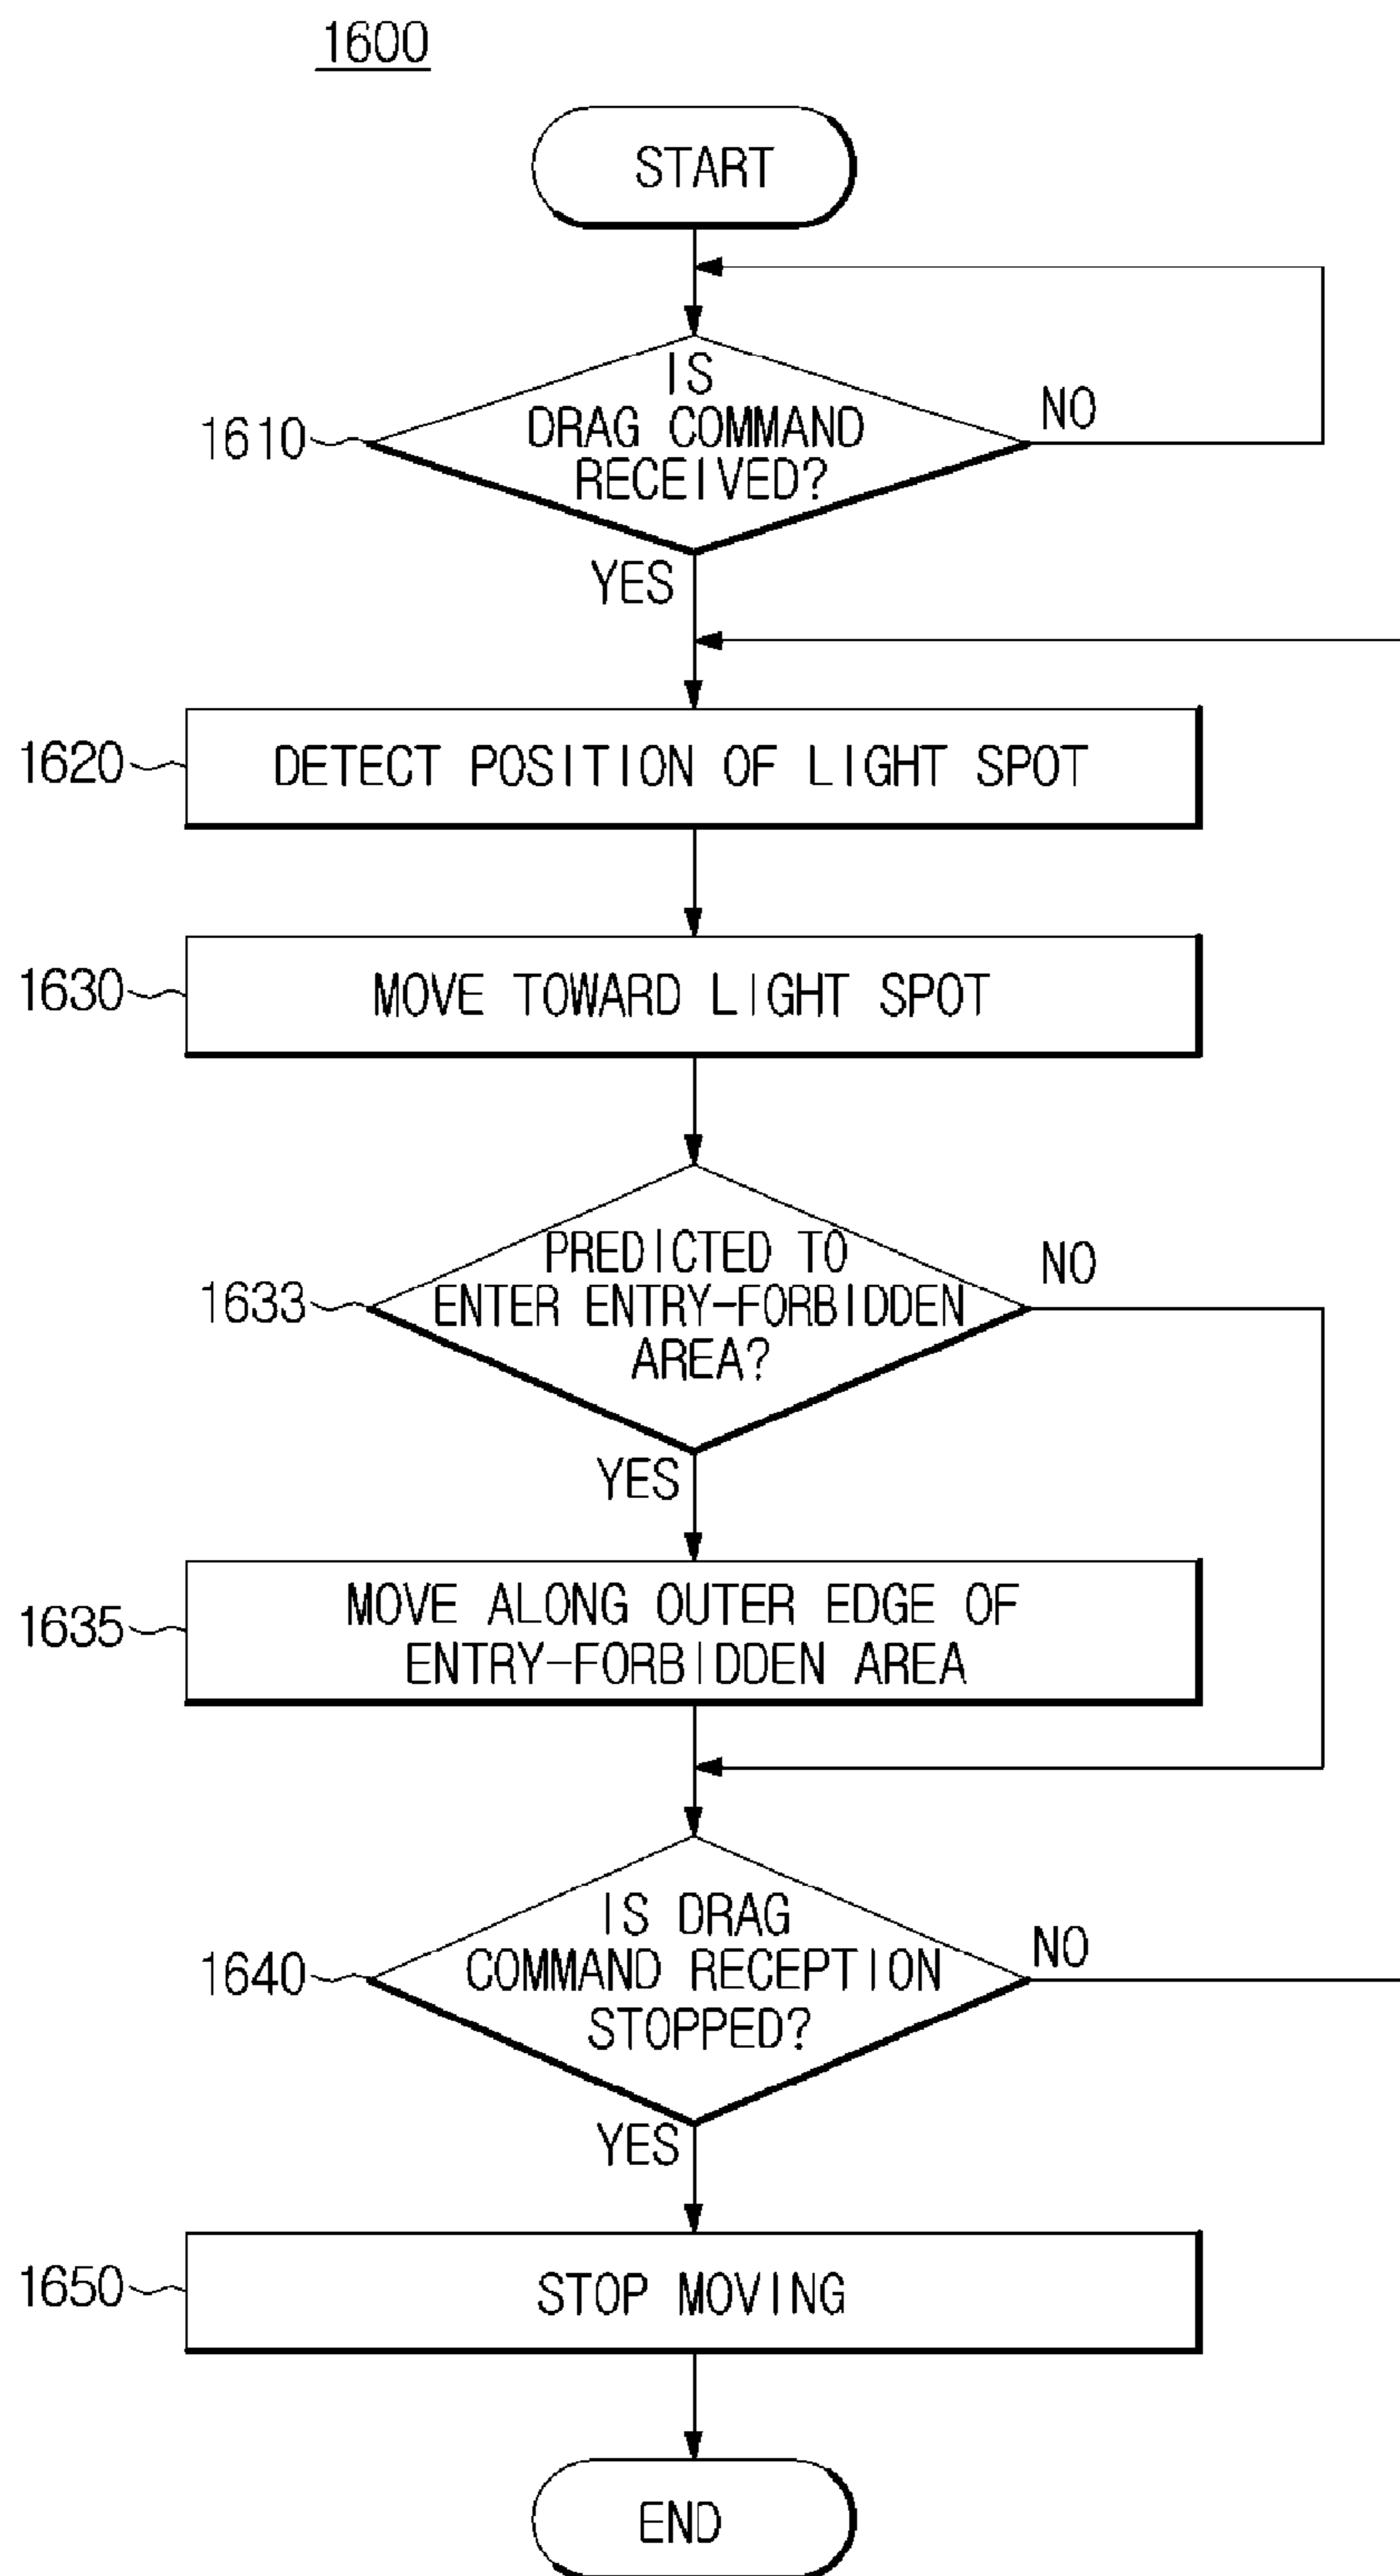 1600
START
IS
DRAG COMMAND
RECEIVED?
NO
1610
YES
1620
DETECT POSITION OF LIGHT SPOT
1630
MOVE TOWARD LIGHT SPOT
PREDICTED TO
ENTER ENTRY-FORBIDDEN
AREA?
NO
1633
YES
1635
MOVE ALONG OUTER EDGE OF
ENTRY-FORBIDDEN AREA
IS DRAG
COMMAND RECEPTION
STOPPED?
NO
1640
YES
1650
STOP MOVING
END